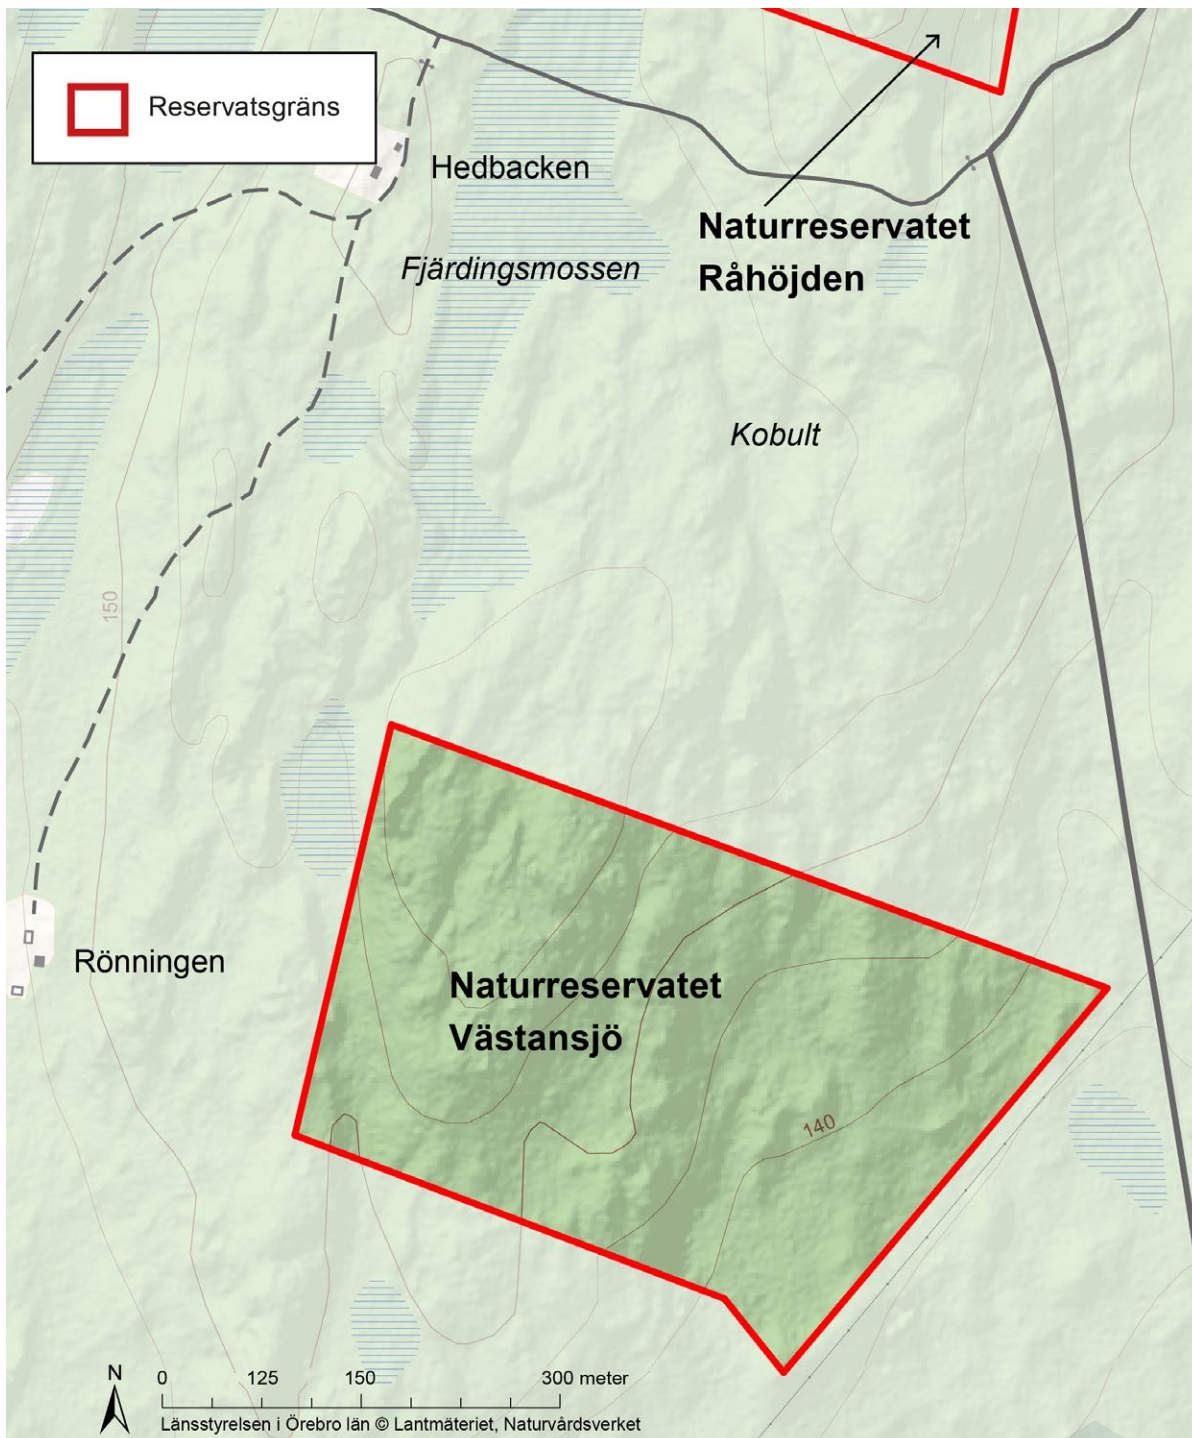 Reservatsgräns
Hedbacken
Naturreservatet
Råhöjden
Fjärdingsmossen
Kobult
150
Rönningen
Naturreservatet
Västansjö
140
N
0 125 150 300 meter
Länsstyrelsen i Örebro län © Lantmäteriet, Naturvårdsverket